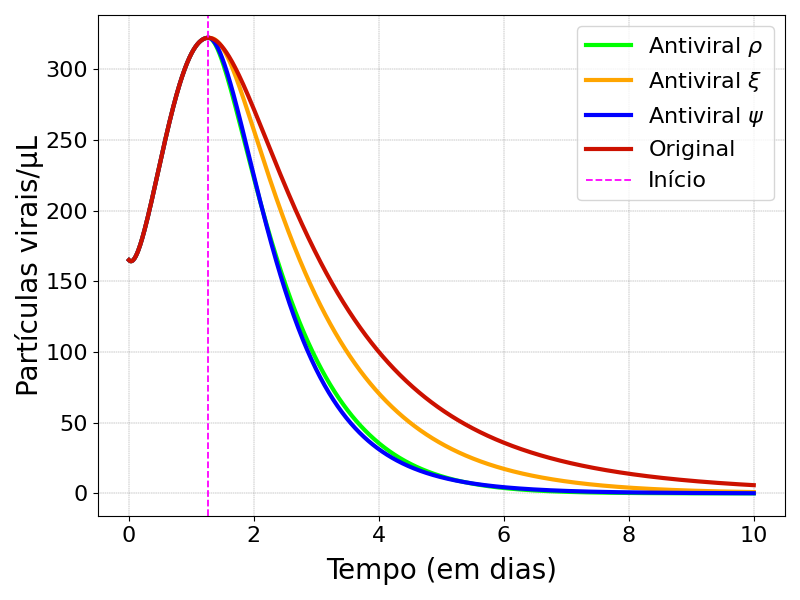 Partículas virais/µL
300
250
200
150
100
50
0
0 2 4 6 8 10
Tempo (em dias)
Antiviral ρ
Antiviral ξ
Antiviral ψ
Original
Início